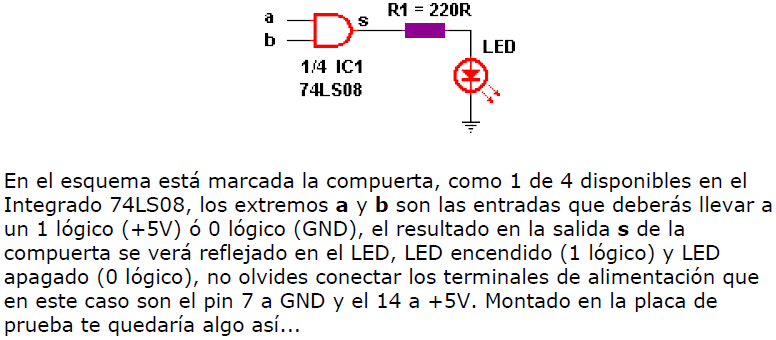 R1 = 220R
a
s
b
LED
1/4 IC1
74LS08
En el esquema está marcada la compuerta, como 1 de 4 disponibles en el
Integrado 74LS08, los extremos a y b son las entradas que deberás llevar a
un 1 lógico (+5V) ó 0 lógico (GND), el resultado en la salida s de la
compuerta se verá reflejado en el LED, LED encendido (1 lógico) y LED
apagado (0 lógico), no olvides conectar los terminales de alimentación que
en este caso son el pin 7 a GND y el 14 a +5V. Montado en la placa de
prueba te quedaría algo así...